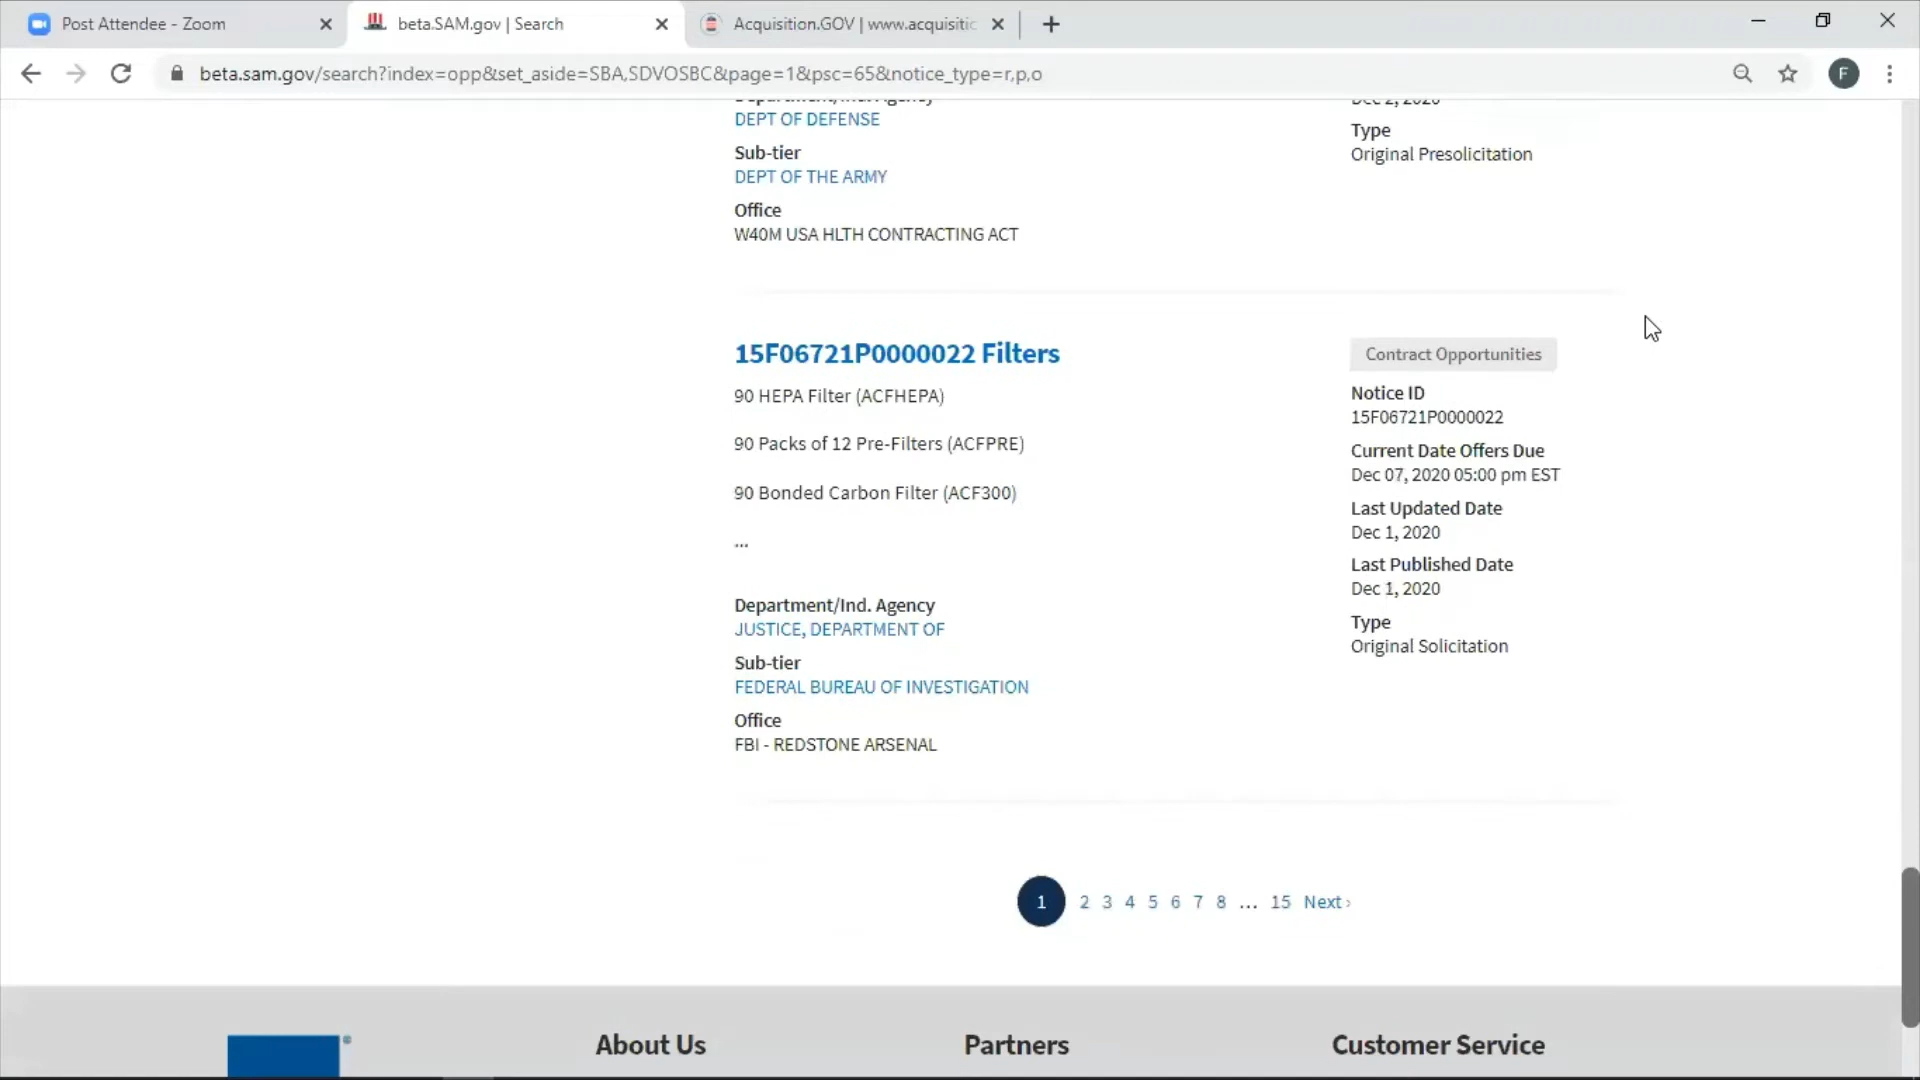 Post Attendee - Zoom
beta.SAM.gov | Search
Acquisition.GOV | www.acquisitic
beta.sam.gov/search?index=opp&set_aside=SBA,SDVOSBC&page=1&psc=65&notice_type=r,p,o
F
Department/Ind. Agency
DEPT OF DEFENSE
Sub-tier
DEPT OF THE ARMY
Office
W40M USA HLTH CONTRACTING ACT
Dec 2, 2020
Type
Original Presolicitation
15F06721P0000022 Filters
90 HEPA Filter (ACFHEPA)
90 Packs of 12 Pre-Filters (ACFPRE)
90 Bonded Carbon Filter (ACF300)
...
Department/Ind. Agency
JUSTICE, DEPARTMENT OF
Sub-tier
FEDERAL BUREAU OF INVESTIGATION
Office
FBI - REDSTONE ARSENAL
Contract Opportunities
Notice ID
15F06721P0000022
Current Date Offers Due
Dec 07, 2020 05:00 pm EST
Last Updated Date
Dec 1, 2020
Last Published Date
Dec 1, 2020
Type
Original Solicitation
1 2 3 4 5 6 7 8 ... 15 Next ›
®
About Us
Partners
Customer Service